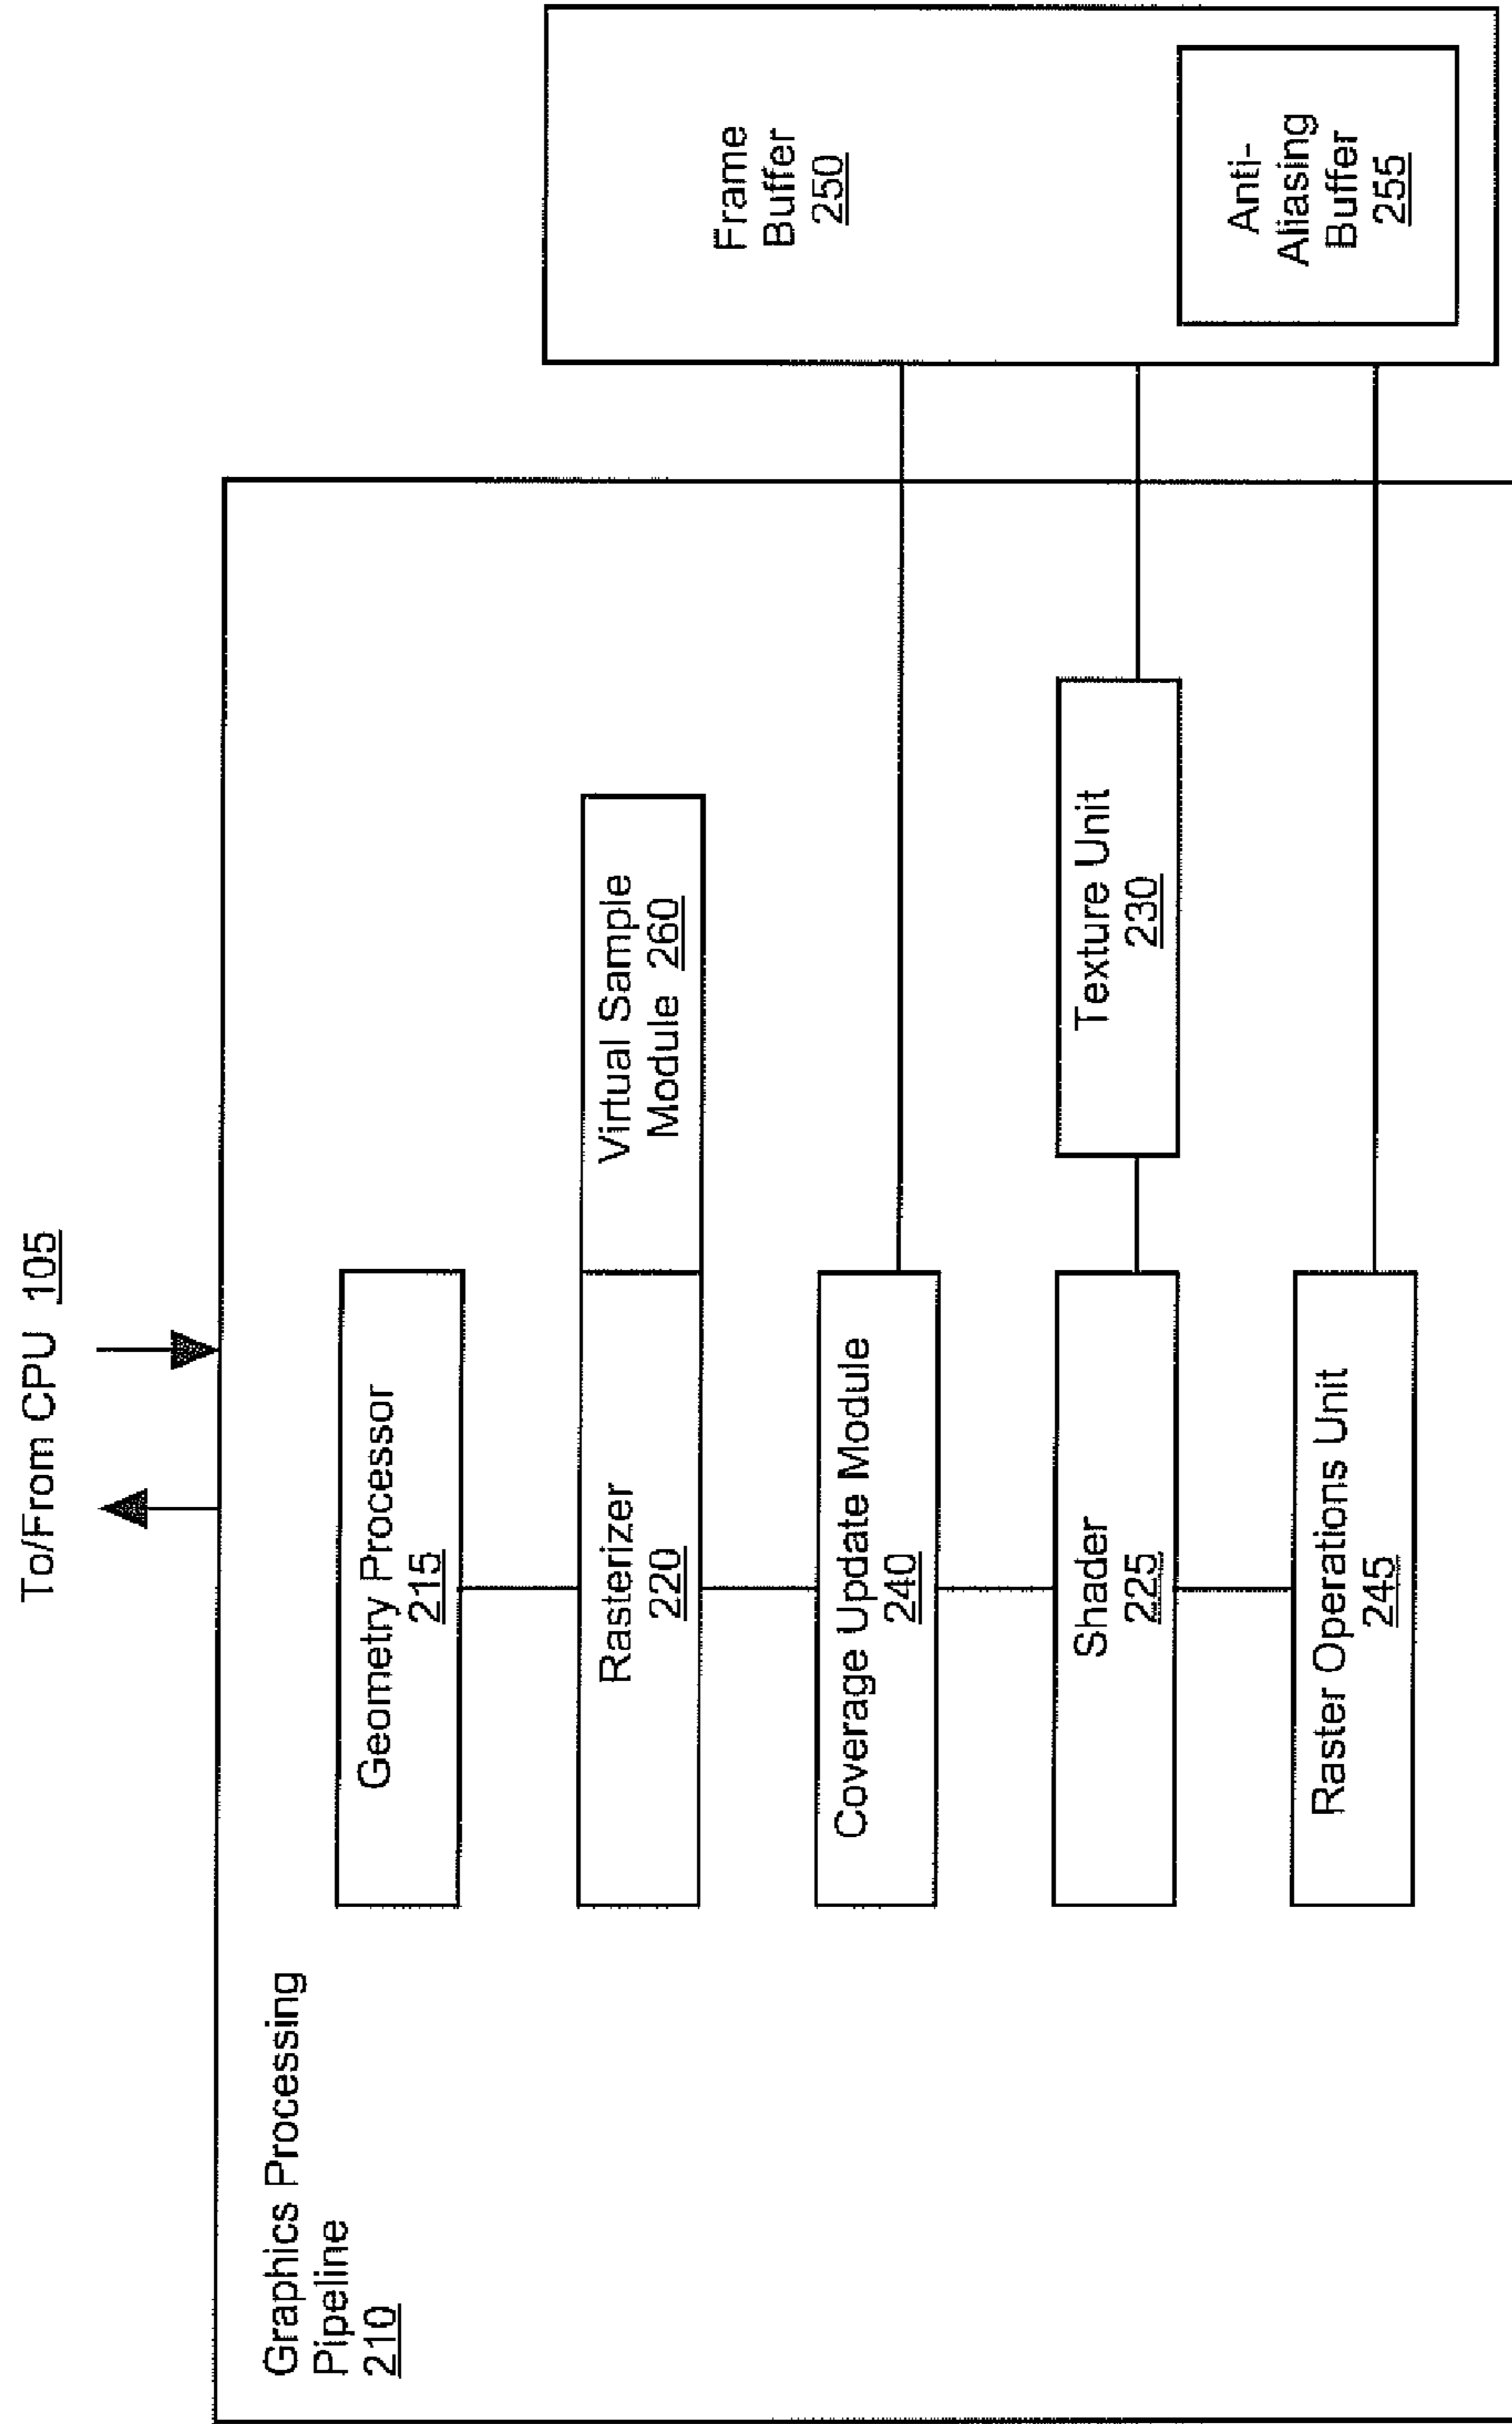 To/From CPU 105
Graphics Processing
Pipeline
210
Geometry Processor
215
Rasterizer
220
Virtual Sample
Module 260
Coverage Update Module
240
Shader
225
Texture Unit
230
Raster Operations Unit
245
Frame
Buffer
250
Anti-
Aliasing
Buffer
255